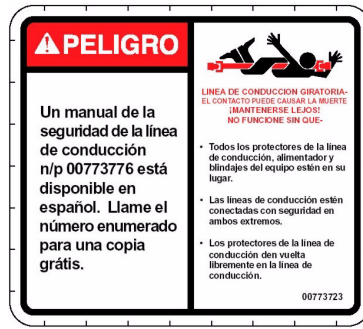 PELIGRO
Un manual de la
seguridad de la línea
de conducción
n/p 00773776 está
disponible en
español. Llame el
número enumerado
para una copia
grátis.
LINEA DE CONDUCCION GIRATORIA-
EL CONTACTO PUEDE CAUSAR LA MUERTE
¡MANTENERSE LEJOS!
NO FUNCIONE SIN QUE-
• Todos los protectores de la línea
de conducción, alimentador y
blindajes del equipo estén en su
lugar.
• Las líneas de conducción estén
conectadas con seguridad en
ambos extremos.
• Los protectores de la línea de
conducción den vuelta
libremente en la línea de
conducción.
00773723